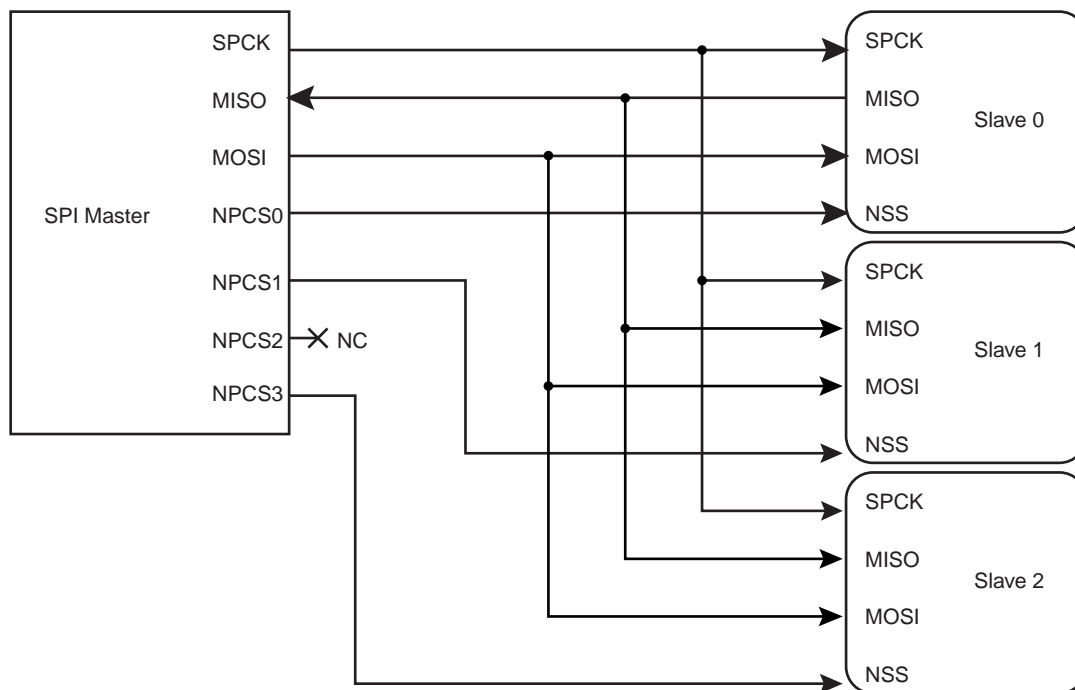 SPI Master
SPCK
MISO
MOSI
NPCS0
NPCS1
NPCS2
NC
NPCS3
SPCK
MISO
Slave 0
MOSI
NSS
SPCK
MISO
Slave 1
MOSI
NSS
SPCK
MISO
Slave 2
MOSI
NSS